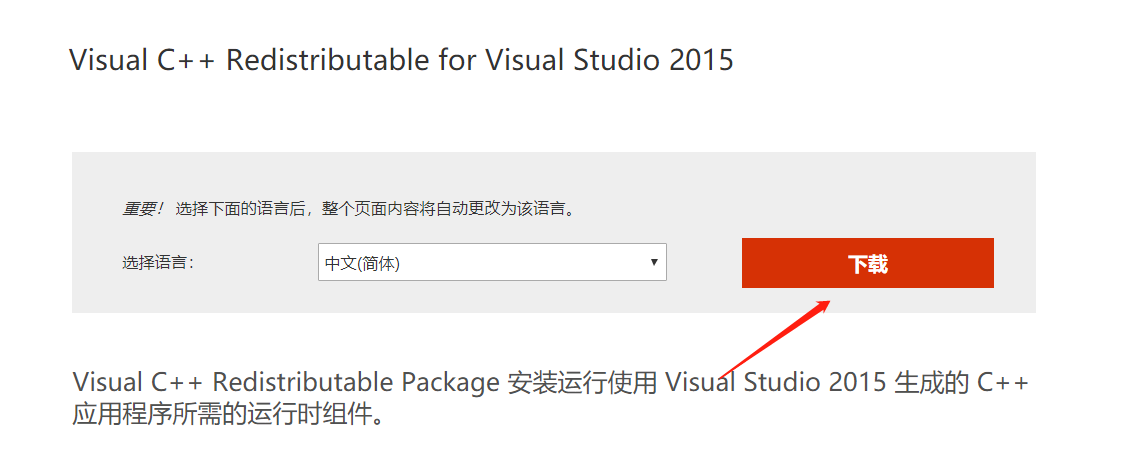 Visual C++ Redistributable for Visual Studio 2015
重要！ 选择下面的语言后，整个页面内容将自动更改为该语言。
选择语言： 中文(简体) 下载
Visual C++ Redistributable Package 安装运行使用 Visual Studio 2015 生成的 C++
应用程序所需的运行时组件。